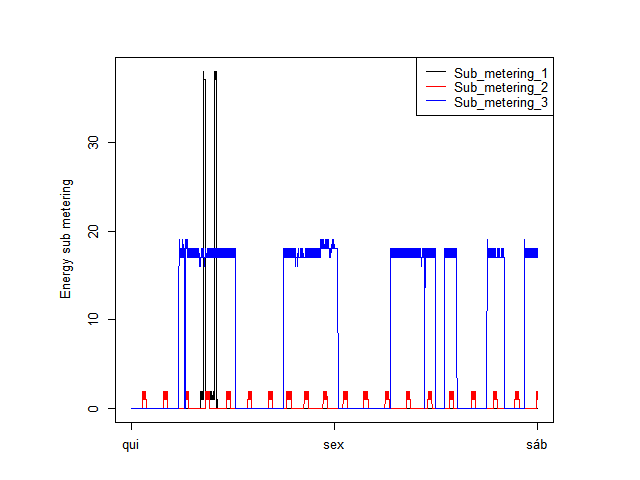 Sub_metering_1
Sub_metering_2
Sub_metering_3
Energy sub metering
30
20
10
0
qui sex sáb